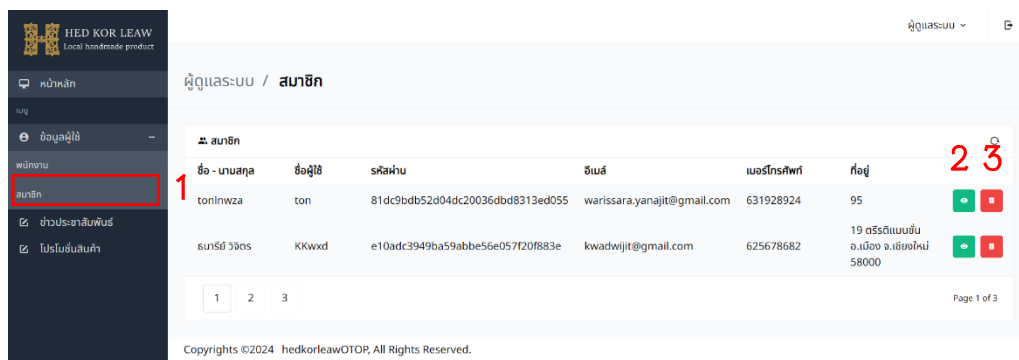 HED KOR LEAW
Local handmade product
ผู้ดูแลระบบ
หน้าหลัก
เมนู
ข้อมูลผู้ใช้
พนักงาน
สมาชิก
ข่าวประชาสัมพันธ์
โปรโมชั่นสินค้า
1
ผู้ดูแลระบบ / สมาชิก
สมาชิก
2 3
ชื่อ - นามสกุล ชื่อผู้ใช้ รหัสผ่าน อีเมล์ เบอร์โทรศัพท์ ที่อยู่
tonlnwza ton 81dc9bdb52d04dc20036dbd8313ed055 warissara.yanajit@gmail.com 631928924 95
ธนารีย์ วิจิตร KKwxd e10adc3949ba59abbe56e057f20f883e kwadwijit@gmail.com 625678682
19 ตรีรติแมนชั่น
อ.เมือง จ.เชียงใหม่
58000
1 2 3
Page 1 of 3
Copyrights ©2024 hedkorleawOTOP, All Rights Reserved.